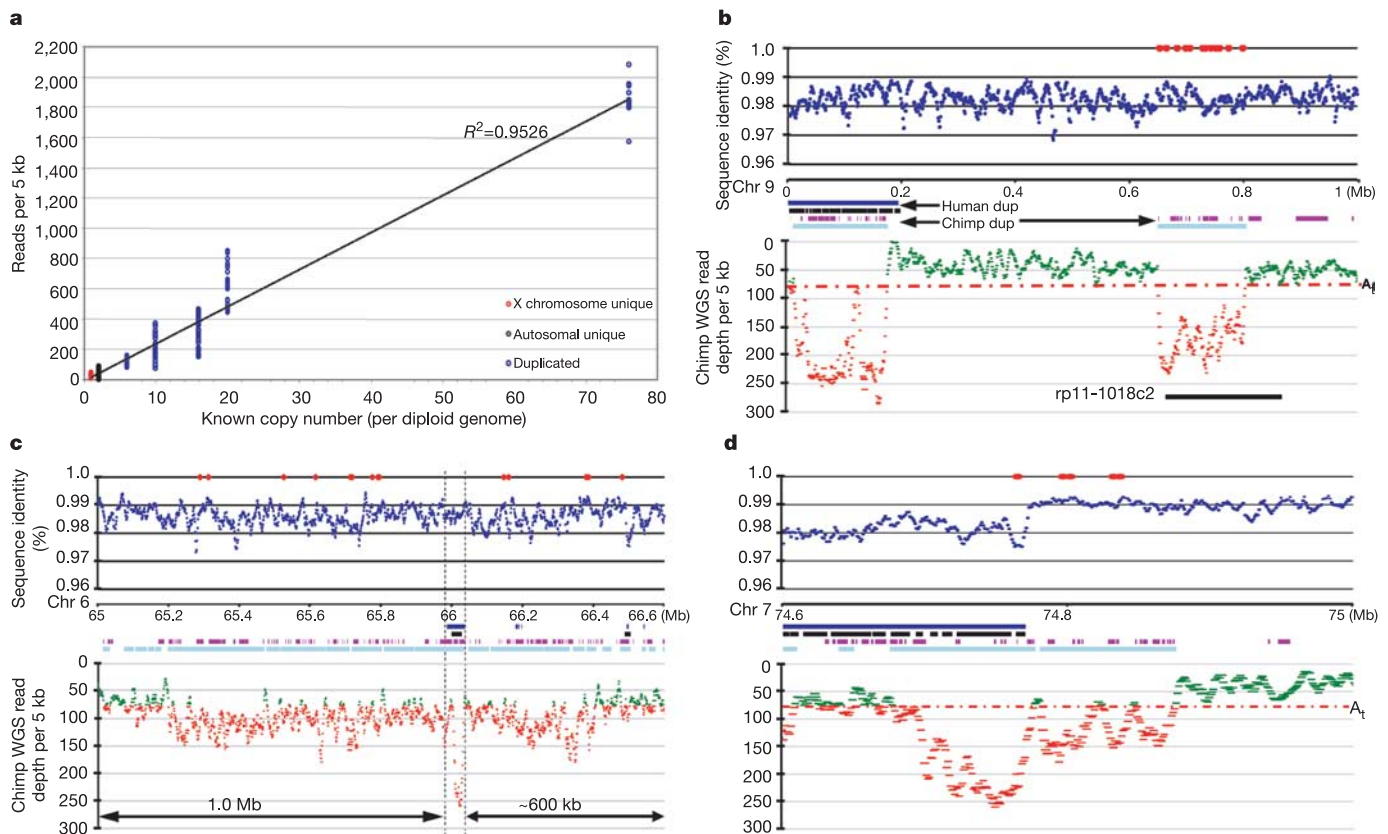 a
2,200
2,000
1,800
1,600
1,400
1,200
1,000
800
600
400
200
0
Reads per 5 kb
R²=0.9526
X chromosome unique
Autosomal unique
Duplicated
0 10 20 30 40 50 60 70 80
Known copy number (per diploid genome)
b
Sequence identity (%)
1.0
0.99
0.98
0.97
0.96
Chr 9
0 0.2 0.4 0.6 0.8 1 (Mb)
Human dup
Chimp dup
Chimp WGS read
depth per 5 kb
0
50
100
150
200
250
300
At
rp11-1018c2
c
Sequence identity
(%)
1.0
0.99
0.98
0.97
0.96
Chr 6
65 65.2 65.4 65.6 65.8 66 66.2 66.4 66.6 (Mb)
Chimp WGS read
depth per 5 kb
0
50
100
150
200
250
300
1.0 Mb
~600 kb
d
1.0
0.99
0.98
0.97
0.96
Chr 7
74.6 74.8 75 (Mb)
0
50
100
150
200
250
300
At